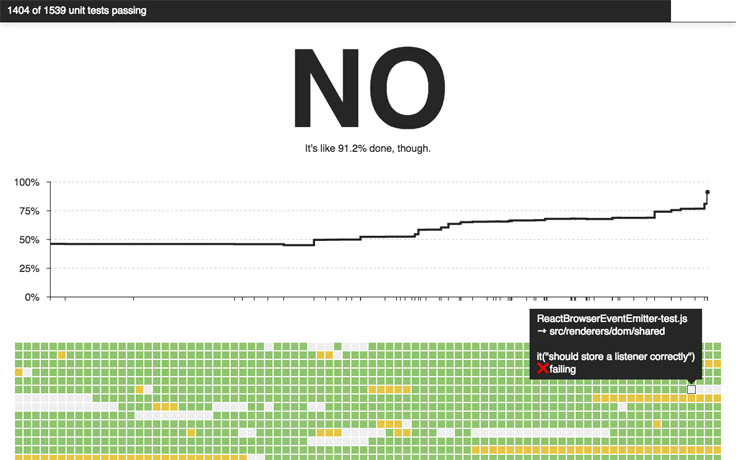 1404 of 1539 unit tests passing
NO
It's like 91.2% done, though.
100%
75%
50%
25%
0%
ReactBrowserEventEmitter-test.js
→ src/renderers/dom/shared
it("should store a listener correctly")
❌failing